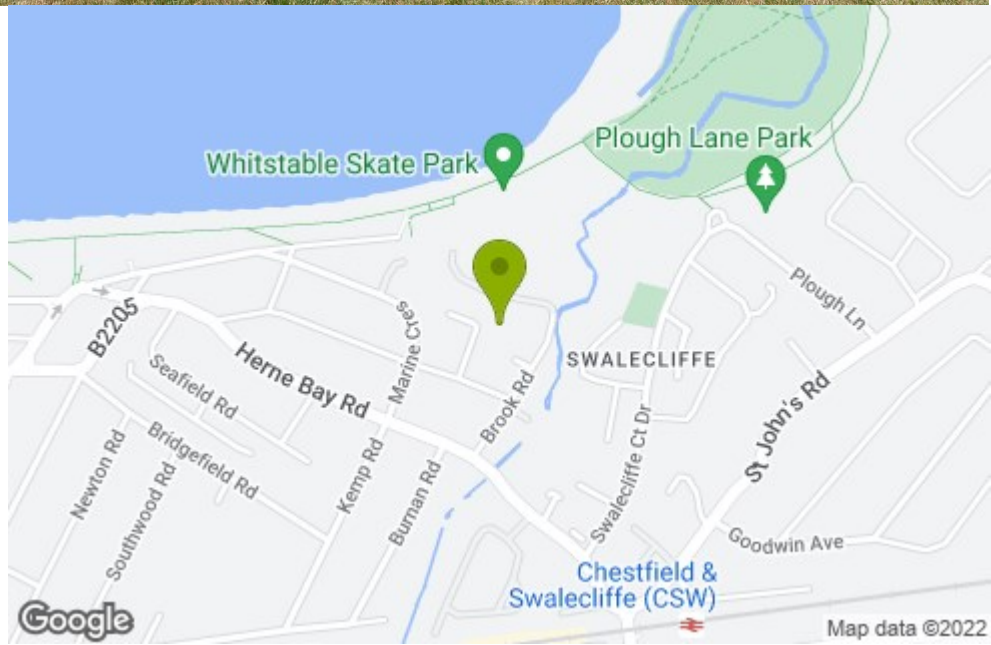 Whitstable Skate Park
Plough Lane Park
B2205
Herne Bay Rd
Marine Cres
Plough Ln
SWALECLIFFE
Seafield Rd
Brook Rd
St John's Rd
Bridgefield Rd
Newton Rd
Southwood Rd
Kemp Rd
Burnan Rd
Swalecliffe Ct Dr
Goodwin Ave
Chestfield &
Swalecliffe (CSW)
Google
Map data ©2022